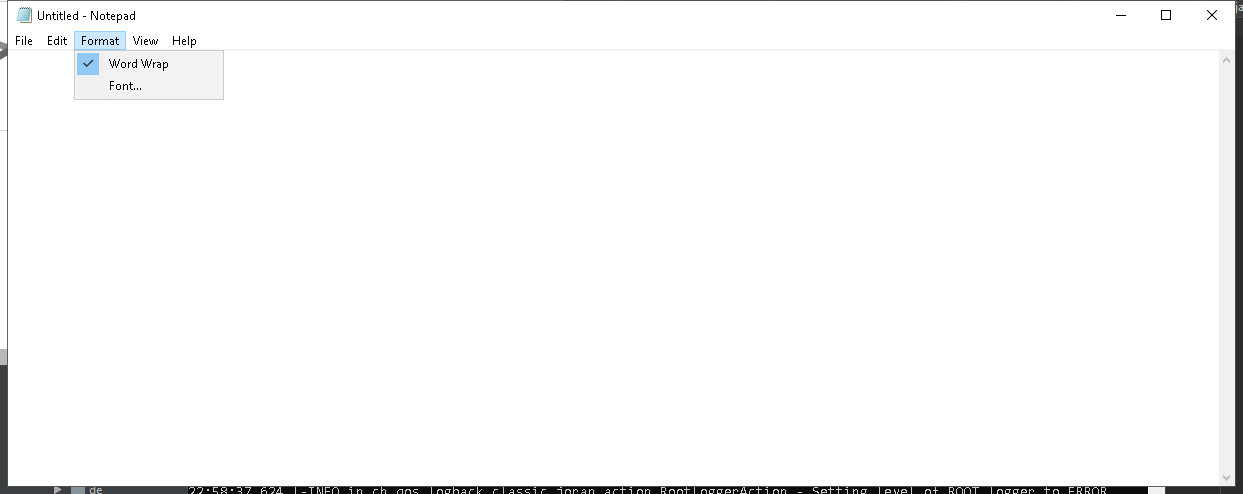 Untitled - Notepad
File Edit Format View Help
Word Wrap
Font...
ja
de
22:58:37,624 |-INFO in ch.qos.logback.classic.joran.action.RootLoggerAction - Setting level of ROOT logger to ERROR